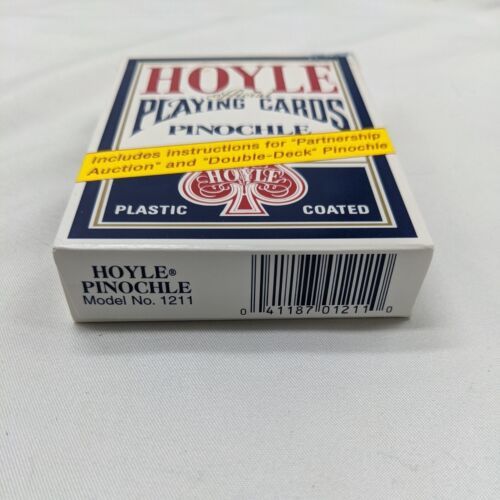 HOYLE
official
PLAYING CARDS
PINOCHLE
Includes instructions for "Partnership
Auction" and "Double-Deck" Pinochle
HOYLE
PLASTIC COATED
HOYLE®
PINOCHLE
Model No. 1211
0 41187 01211 0